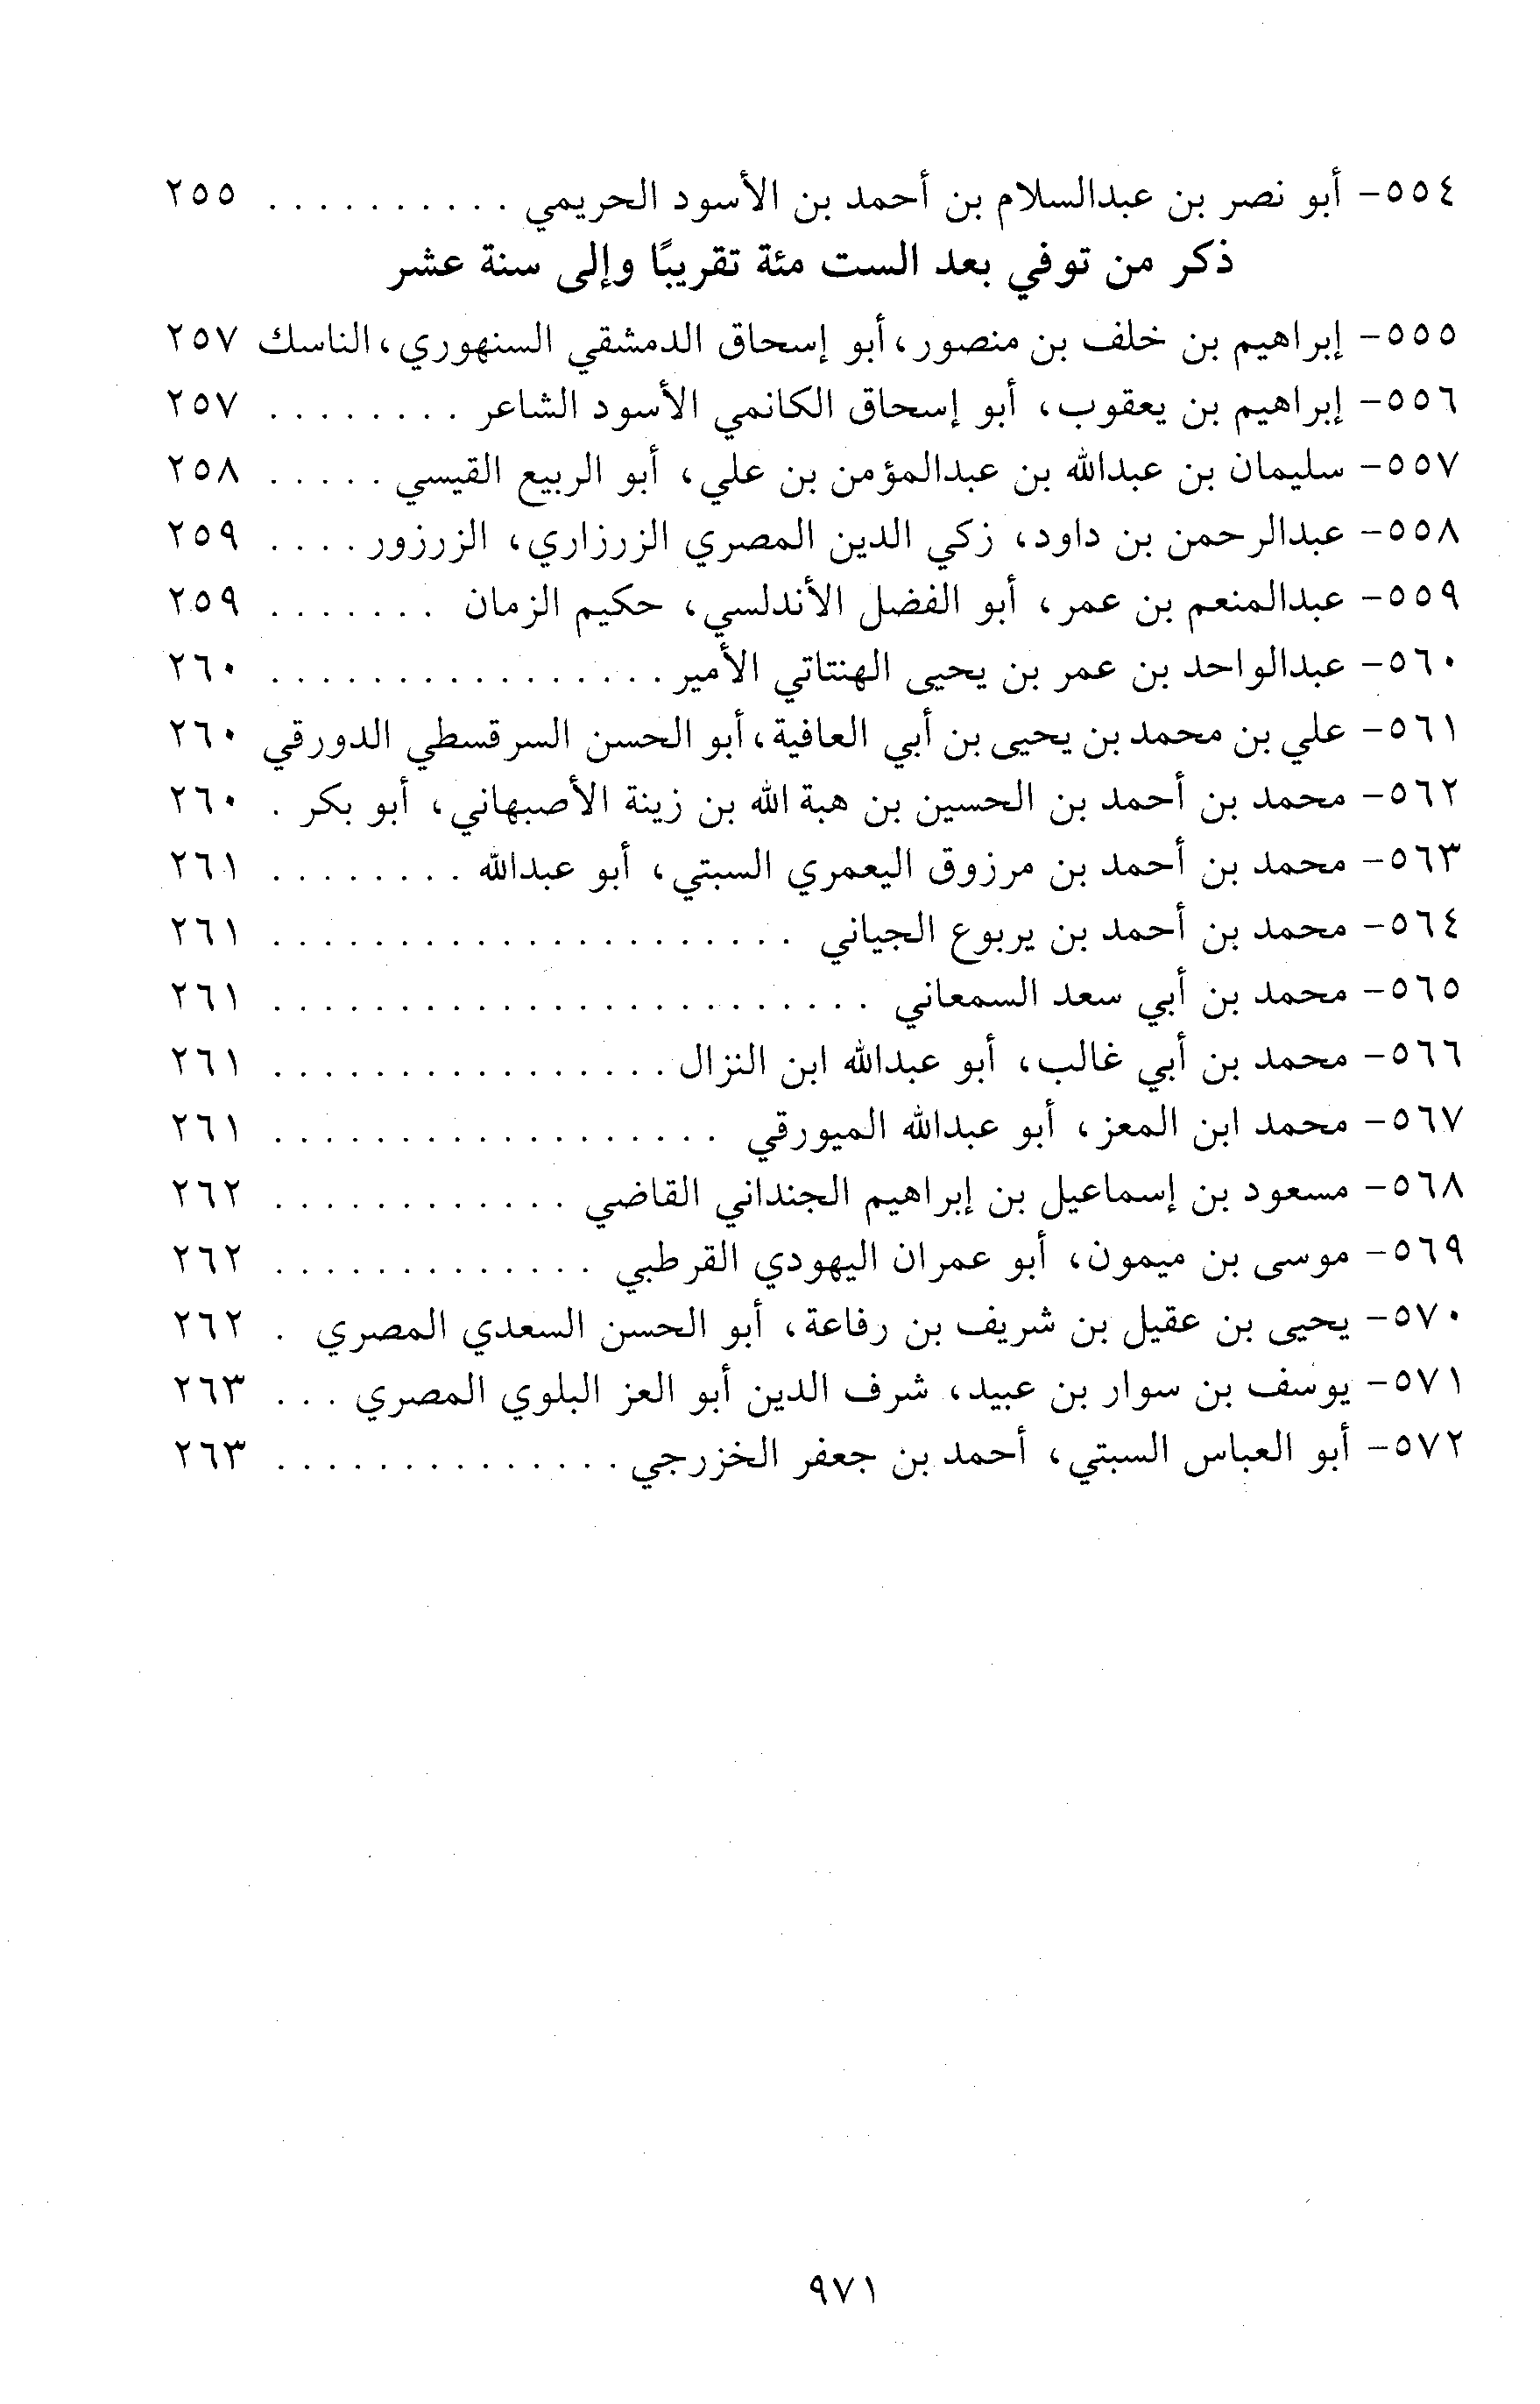 ٥٥٤- أبو نصر بن عبدالسلام بن أحمد بن الأسود الحريمي . . . . . . . . . . ٢٥٥
ذكر من توفي بعد الست مئة تقريبًا وإلى سنة عشر
٥٥٥- إبراهيم بن خلف بن منصور، أبو إسحاق الدمشقي السنهوري، الناسك ٢٥٧
٥٥٦- إبراهيم بن يعقوب، أبو إسحاق الكانمي الأسود الشاعر . . . . . . . . ٢٥٧
٥٥٧- سليمان بن عبدالله بن عبدالمؤمن بن علي، أبو الربيع القيسي . . . . . ٢٥٨
٥٥٨- عبدالرحمن بن داود، زكي الدين المصري الزرزاري، الزرزور . . . . ٢٥٩
٥٥٩- عبدالمنعم بن عمر، أبو الفضل الأندلسي، حكيم الزمان . . . . . . . ٢٥٩
٥٦٠- عبدالواحد بن عمر بن يحيى الهنتاتي الأمير . . . . . . . . . . . . . . . . ٢٦٠
٥٦١- علي بن محمد بن يحيى بن أبي العافية، أبو الحسن السرقسطي الدورقي ٢٦٠
٥٦٢- محمد بن أحمد بن الحسين بن هبة الله بن زينة الأصبهاني، أبو بكر . ٢٦٠
٥٦٣- محمد بن أحمد بن مرزوق اليعمري السبتي، أبو عبدالله . . . . . . . . ٢٦١
٥٦٤- محمد بن أحمد بن يربوع الجياني . . . . . . . . . . . . . . . . . . . . . ٢٦١
٥٦٥- محمد بن أبي سعد السمعاني . . . . . . . . . . . . . . . . . . . . . . . . ٢٦١
٥٦٦- محمد بن أبي غالب، أبو عبدالله ابن النزال . . . . . . . . . . . . . . . . ٢٦١
٥٦٧- محمد ابن المعز، أبو عبدالله الميورقي . . . . . . . . . . . . . . . . . . ٢٦١
٥٦٨- مسعود بن إسماعيل بن إبراهيم الجنداني القاضي . . . . . . . . . . . . ٢٦٢
٥٦٩- موسى بن ميمون، أبو عمران اليهودي القرطبي . . . . . . . . . . . . . ٢٦٢
٥٧٠- يحيى بن عقيل بن شريف بن رفاعة، أبو الحسن السعدي المصري . ٢٦٢
٥٧١- يوسف بن سوار بن عبيد، شرف الدين أبو العز البلوي المصري . . . ٢٦٣
٥٧٢- أبو العباس السبتي، أحمد بن جعفر الخزرجي . . . . . . . . . . . . . . ٢٦٣
٩٧١